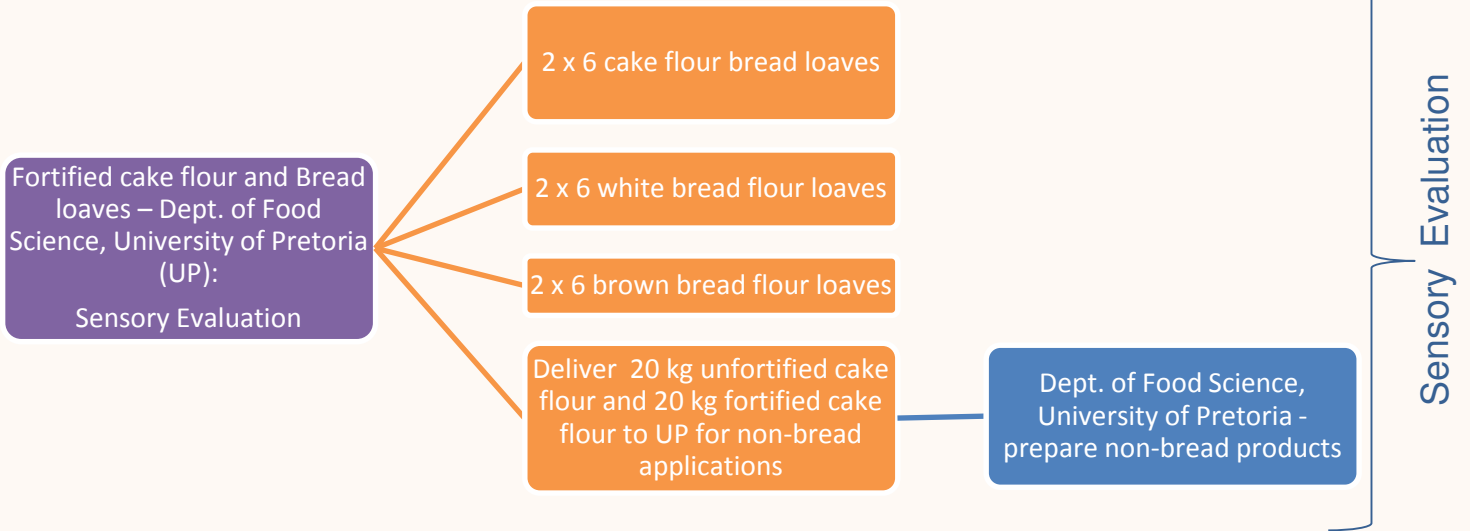 Fortified cake flour and Bread
loaves – Dept. of Food
Science, University of Pretoria
(UP):
Sensory Evaluation
2 x 6 cake flour bread loaves
2 x 6 white bread flour loaves
2 x 6 brown bread flour loaves
Deliver 20 kg unfortified cake
flour and 20 kg fortified cake
flour to UP for non-bread
applications
Dept. of Food Science,
University of Pretoria -
prepare non-bread products
Sensory Evaluation